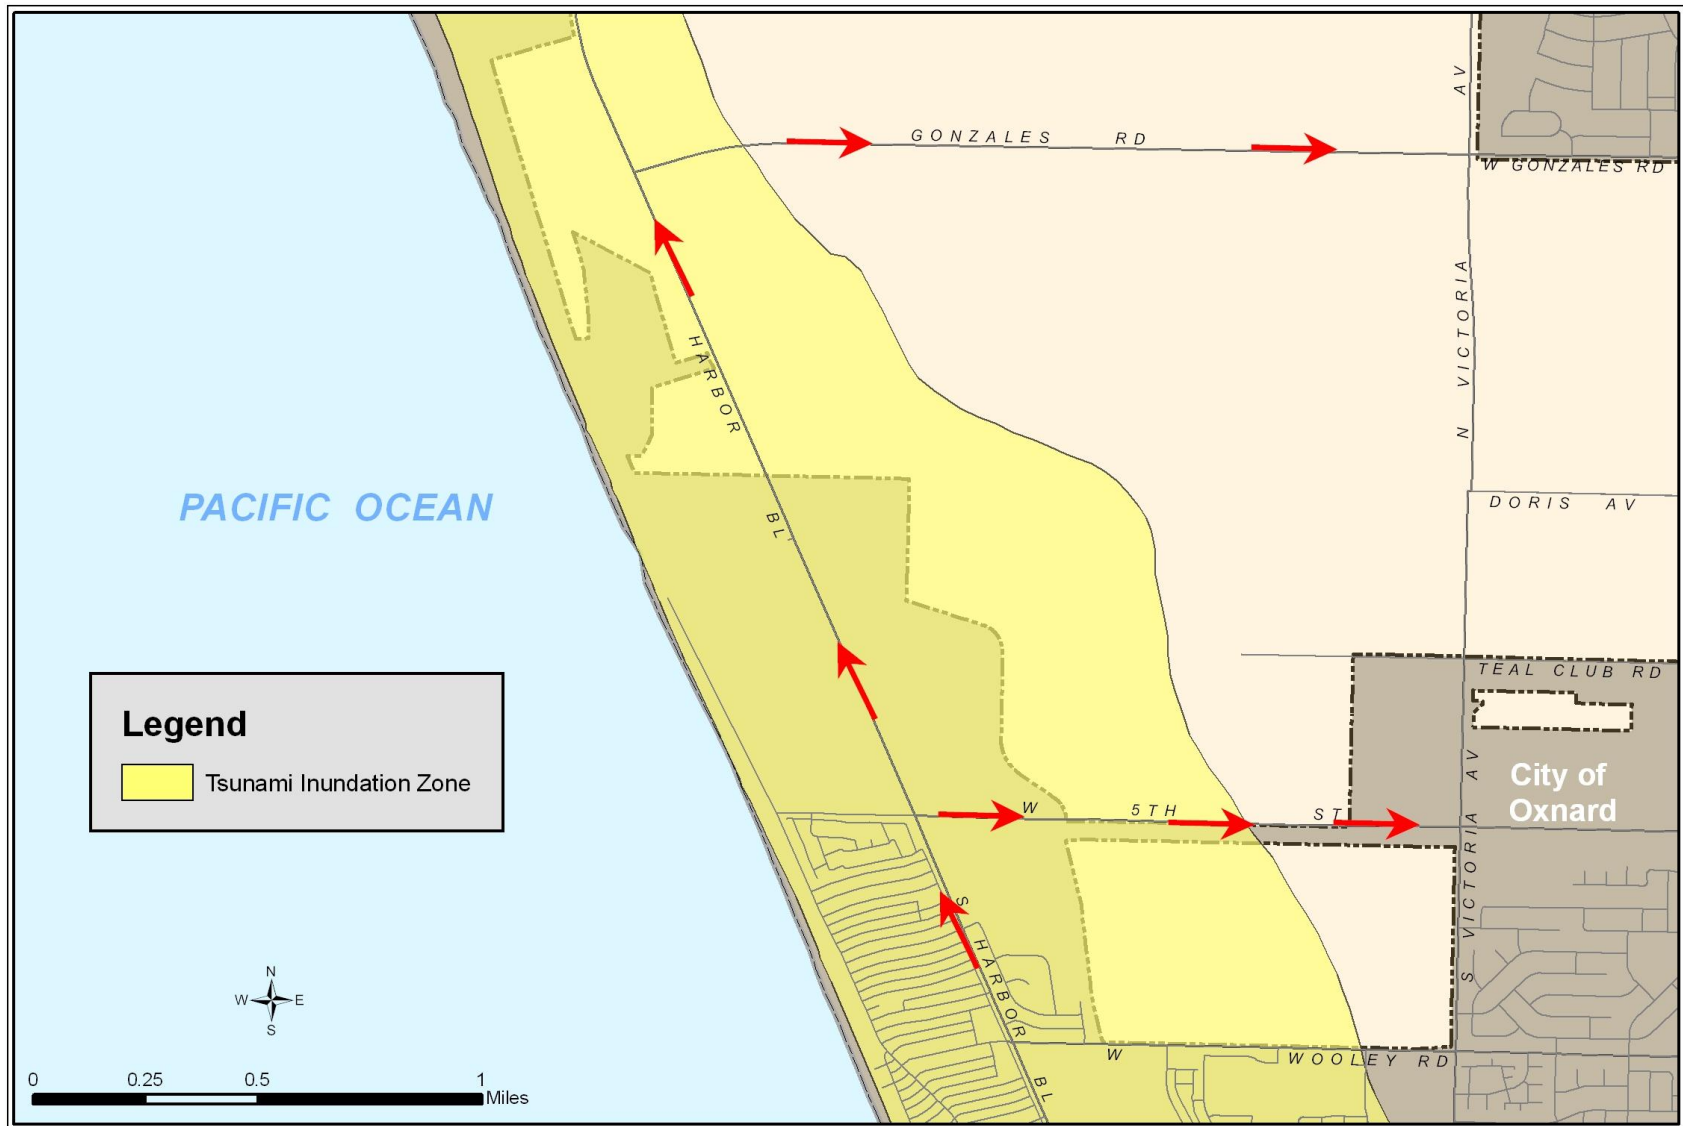 AV
GONZALES RD
W GONZALES RD
N VICTORIA
HARBOR
BL
PACIFIC OCEAN
DORIS AV
TEAL CLUB RD
Legend
Tsunami Inundation Zone
City of
Oxnard
W 5TH ST
S VICTORIA AV
S HARBOR BL
W WOOLEY RD
N
W E
S
0 0.25 0.5 1
Miles